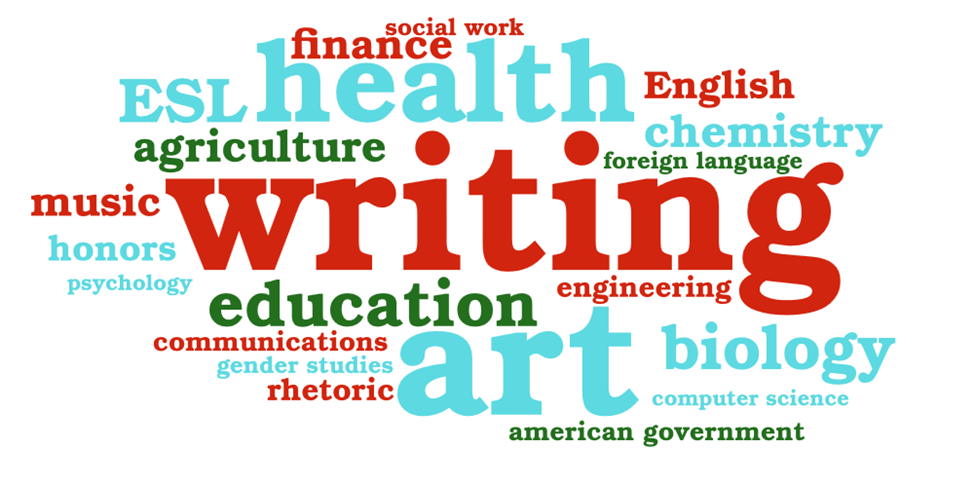 social work
finance
health
ESL
English
chemistry
agriculture
foreign language
writing
music
honors
psychology
education
engineering
communications
art
biology
gender studies
rhetoric
computer science
american government